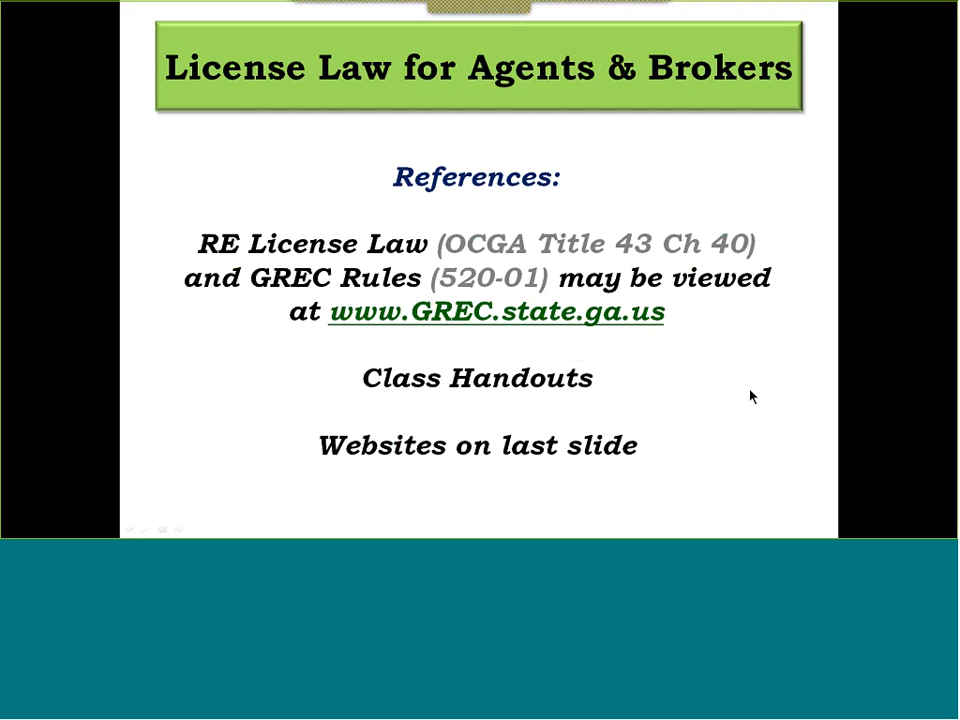 License Law for Agents & Brokers
References:
RE License Law (OCGA Title 43 Ch 40)
and GREC Rules (520-01) may be viewed
at www.GREC.state.ga.us
Class Handouts
Websites on last slide